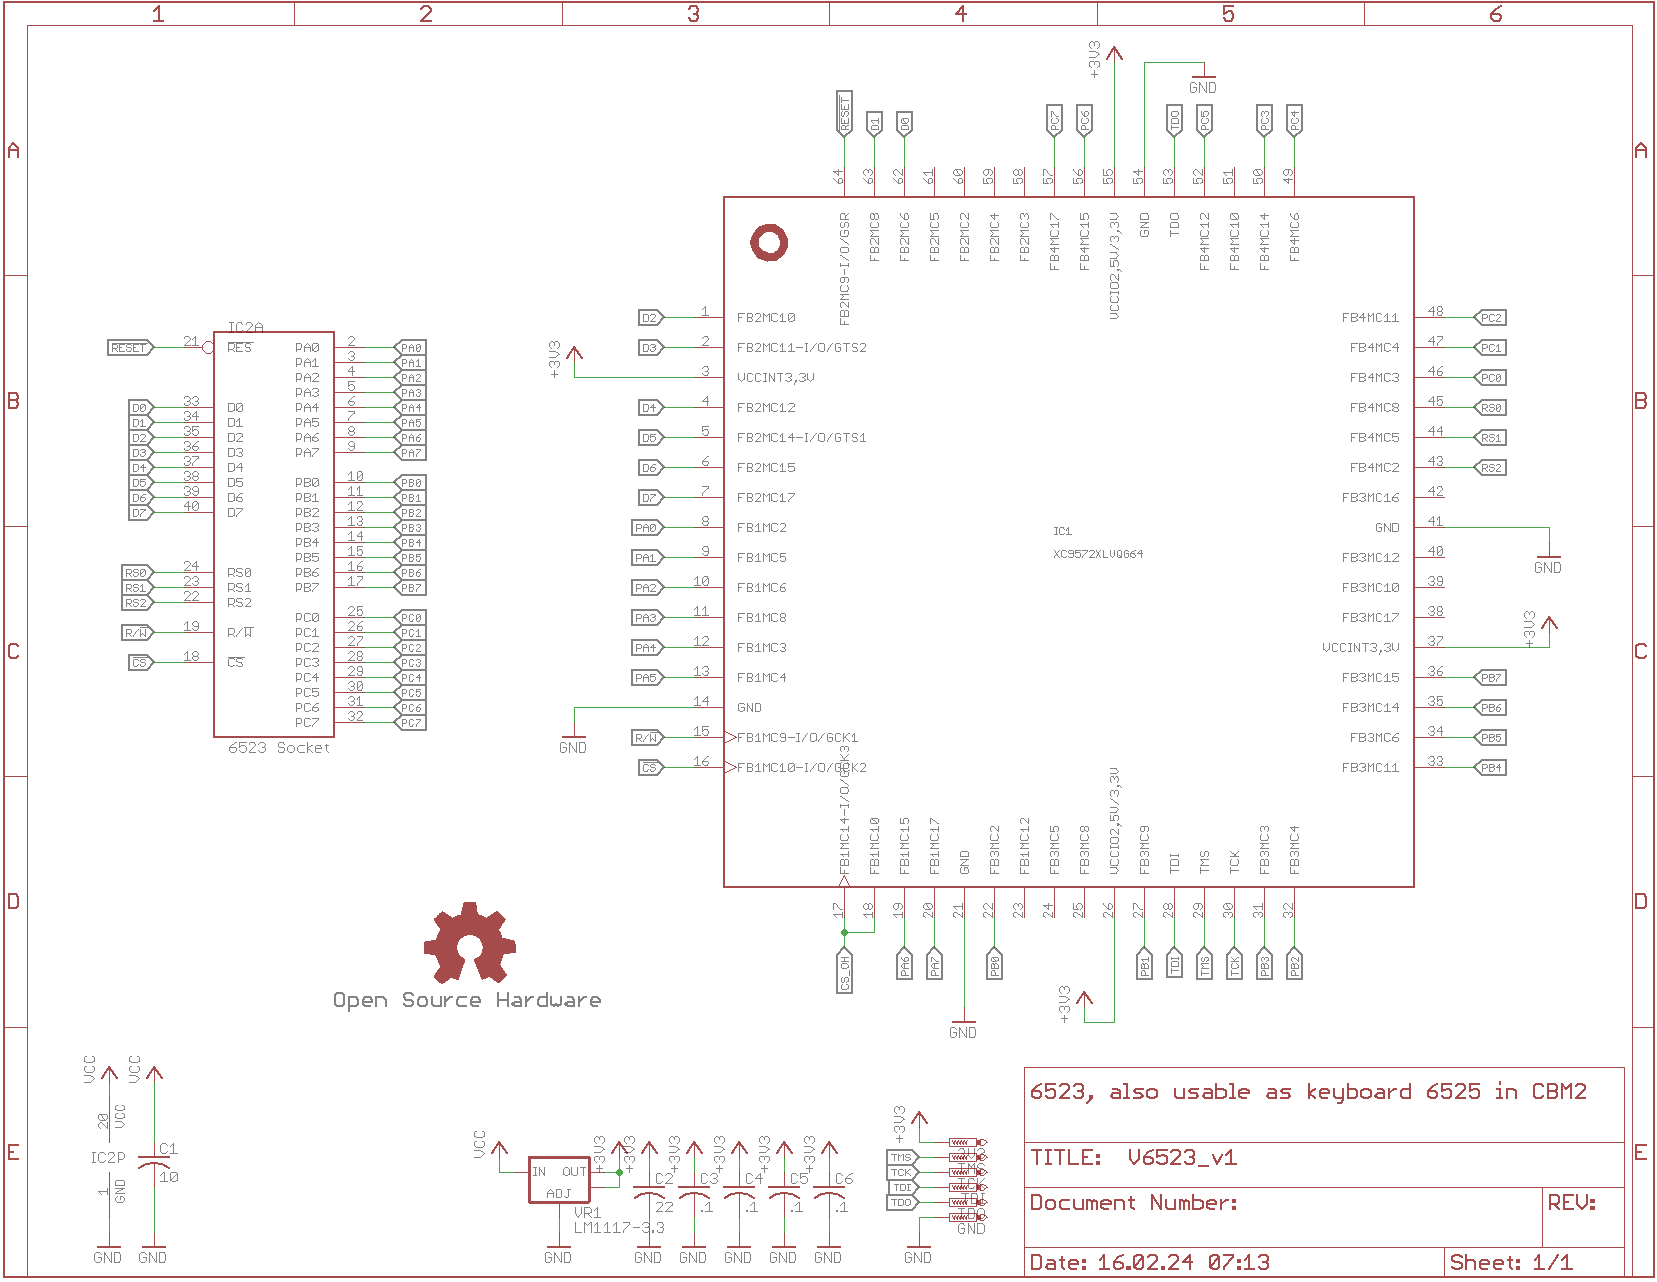 1 2 3 4 5 6
A A
B B
C C
D D
E E
+3V3
GND
RESET D1 D0 PC7 PC6 TDO PC5 PC3 PC4
64 63 62 61 60 59 58 57 56 55 54 53 52 51 50 49
FB2MC9-I/O/GSR
FB2MC8
FB2MC6
FB2MC5
FB2MC2
FB2MC4
FB2MC3
FB4MC17
FB4MC15
VCCIO2,5V/3,3V
GND
TDO
FB4MC12
FB4MC10
FB4MC14
FB4MC6
IC2A
RESET 21 RES
D0 33 D0
D1 34 D1
D2 35 D2
D3 36 D3
D4 37 D4
D5 38 D5
D6 39 D6
D7 40 D7
RS0 24 RS0
RS1 23 RS1
RS2 22 RS2
R/W 19 R/W
CS 18 CS
PA0 2 PA0
PA1 3 PA1
PA2 4 PA2
PA3 5 PA3
PA4 6 PA4
PA5 7 PA5
PA6 8 PA6
PA7 9 PA7
PB0 10 PB0
PB1 11 PB1
PB2 12 PB2
PB3 13 PB3
PB4 14 PB4
PB5 15 PB5
PB6 16 PB6
PB7 17 PB7
PC0 25 PC0
PC1 26 PC1
PC2 27 PC2
PC3 28 PC3
PC4 29 PC4
PC5 30 PC5
PC6 31 PC6
PC7 32 PC7
6523 Socket
D2 1 FB2MC10
D3 2 FB2MC11-I/O/GTS2
+3V3 3 VCCINT3,3V
D4 4 FB2MC12
D5 5 FB2MC14-I/O/GTS1
D6 6 FB2MC15
D7 7 FB2MC17
PA0 8 FB1MC2
PA1 9 FB1MC5
PA2 10 FB1MC6
PA3 11 FB1MC8
PA4 12 FB1MC3
PA5 13 FB1MC4
GND 14 GND
R/W 15 FB1MC9-I/O/GCK1
CS 16 FB1MC10-I/O/GCK2
IC1
XC9572XLVQG64
FB4MC11 48 PC2
FB4MC4 47 PC1
FB4MC3 46 PC0
FB4MC8 45 RS0
FB4MC5 44 RS1
FB4MC2 43 RS2
FB3MC16 42
GND 41 GND
FB3MC12 40
FB3MC10 39
FB3MC17 38
VCCINT3,3V 37 +3V3
FB3MC15 36 PB7
FB3MC14 35 PB6
FB3MC6 34 PB5
FB3MC11 33 PB4
FB1MC14-I/O/GCK3
FB1MC10
FB1MC15
FB1MC17
GND
FB3MC2
FB1MC12
FB3MC5
FB3MC8
VCCIO2,5V/3,3V
FB3MC9
TDI
TMS
TCK
FB3MC3
FB3MC4
17 18 19 20 21 22 23 24 25 26 27 28 29 30 31 32
CS_OH PA6 PA7 PB0 PB1 TDI TMS TCK PB3 PB2
+3V3
GND
Open Source Hardware
VCC VCC
20 VCC
IC2P
1 GND
C1
10
GND GND
VCC
IN OUT
ADJ
VR1
LM1117-3.3
GND
+3V3 +3V3 +3V3 +3V3 +3V3 +3V3
C2 C3 C4 C5 C6
22 .1 .1 .1 .1
GND GND GND GND GND
+3V3
TMS
TCK
TDI
TDO
GND
GND
6523, also usable as keyboard 6525 in CBM2
TITLE: V6523_v1
Document Number:
REV:
Date: 16.02.24 07:13
Sheet: 1/1